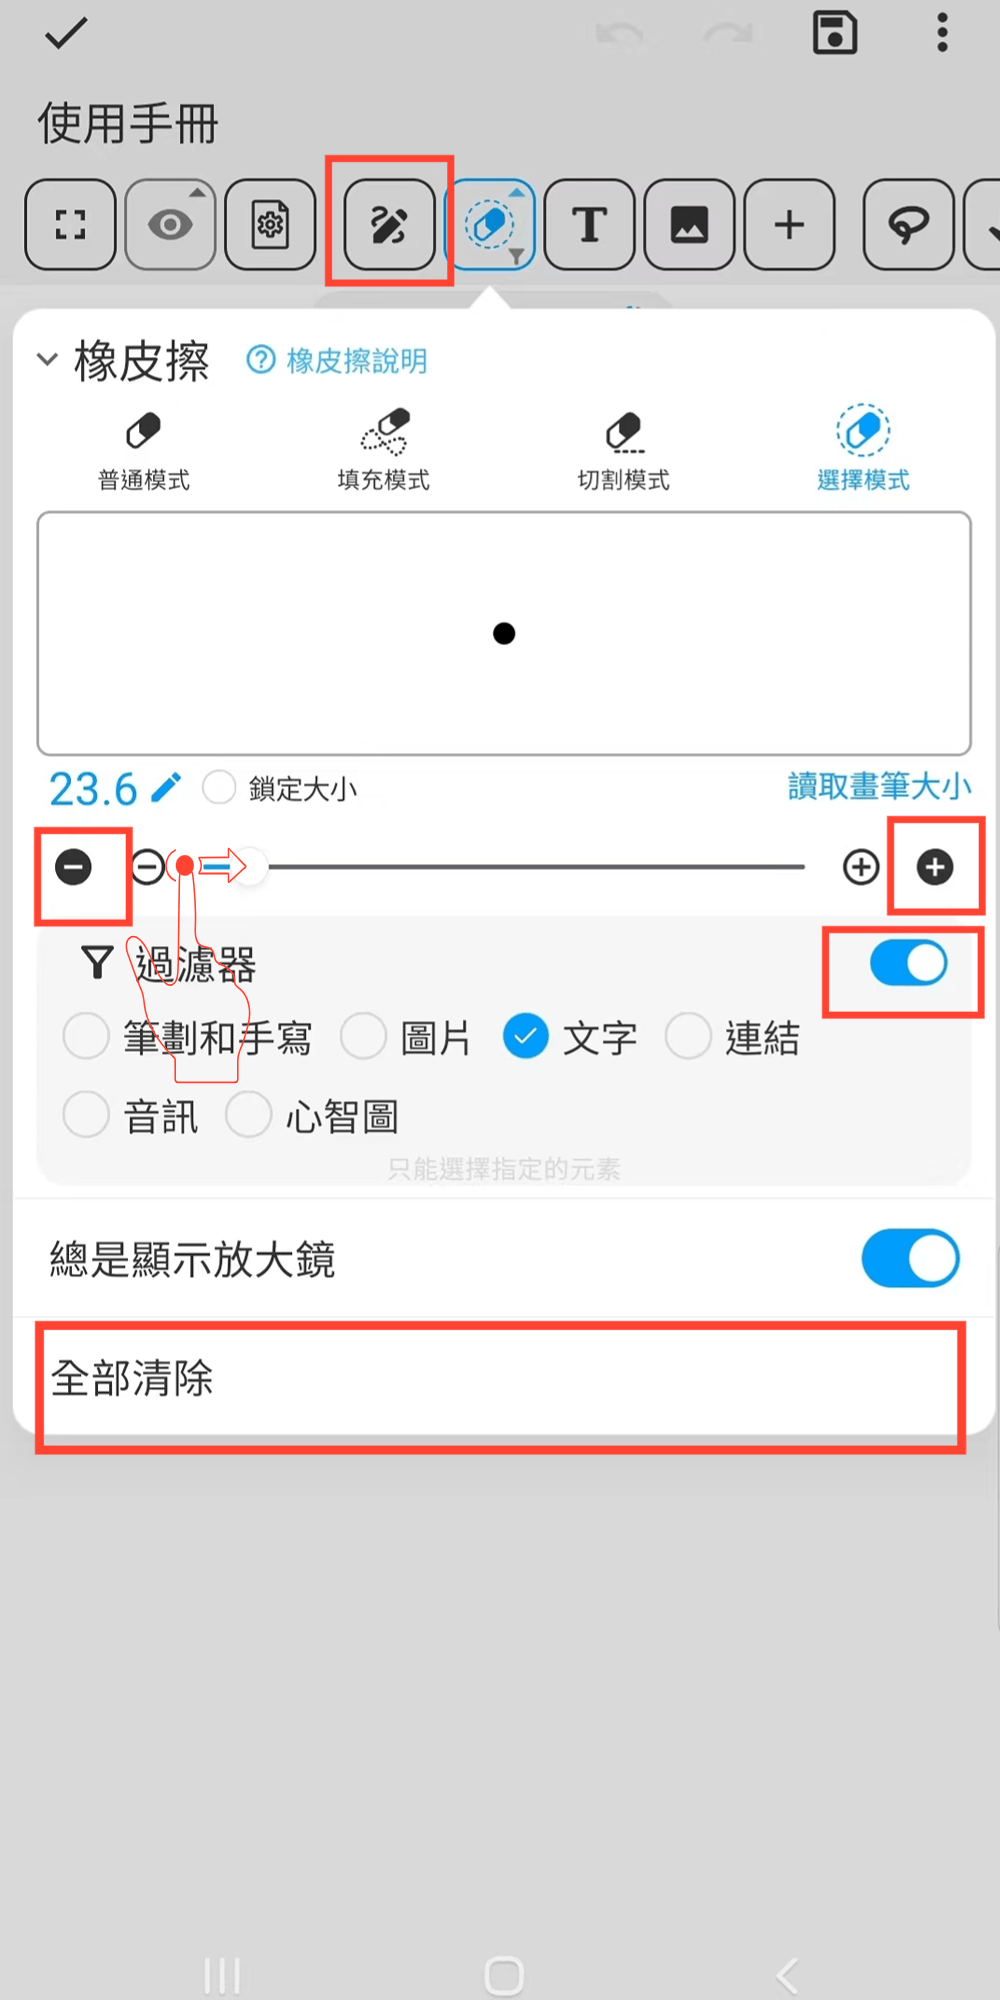 使用手冊
T
橡皮擦 橡皮擦說明
普通模式 填充模式 切割模式 選擇模式
23.6 鎖定大小 讀取畫筆大小
過濾器
筆劃和手寫 圖片 文字 連結
音訊 心智圖
只能選擇指定的元素
總是顯示放大鏡
全部清除